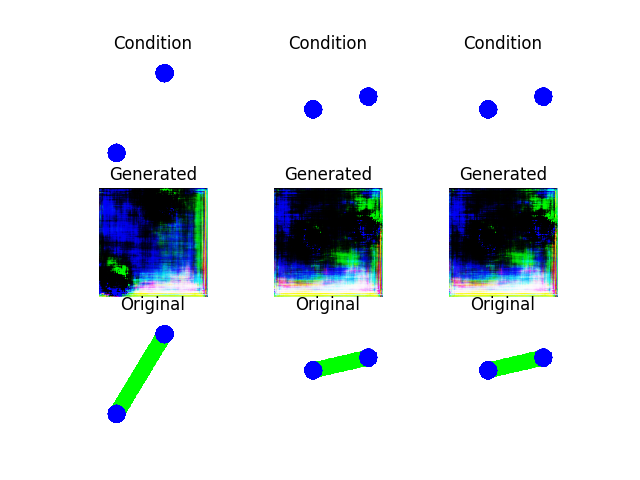 Condition Condition Condition
Generated Generated Generated
Original Original Original